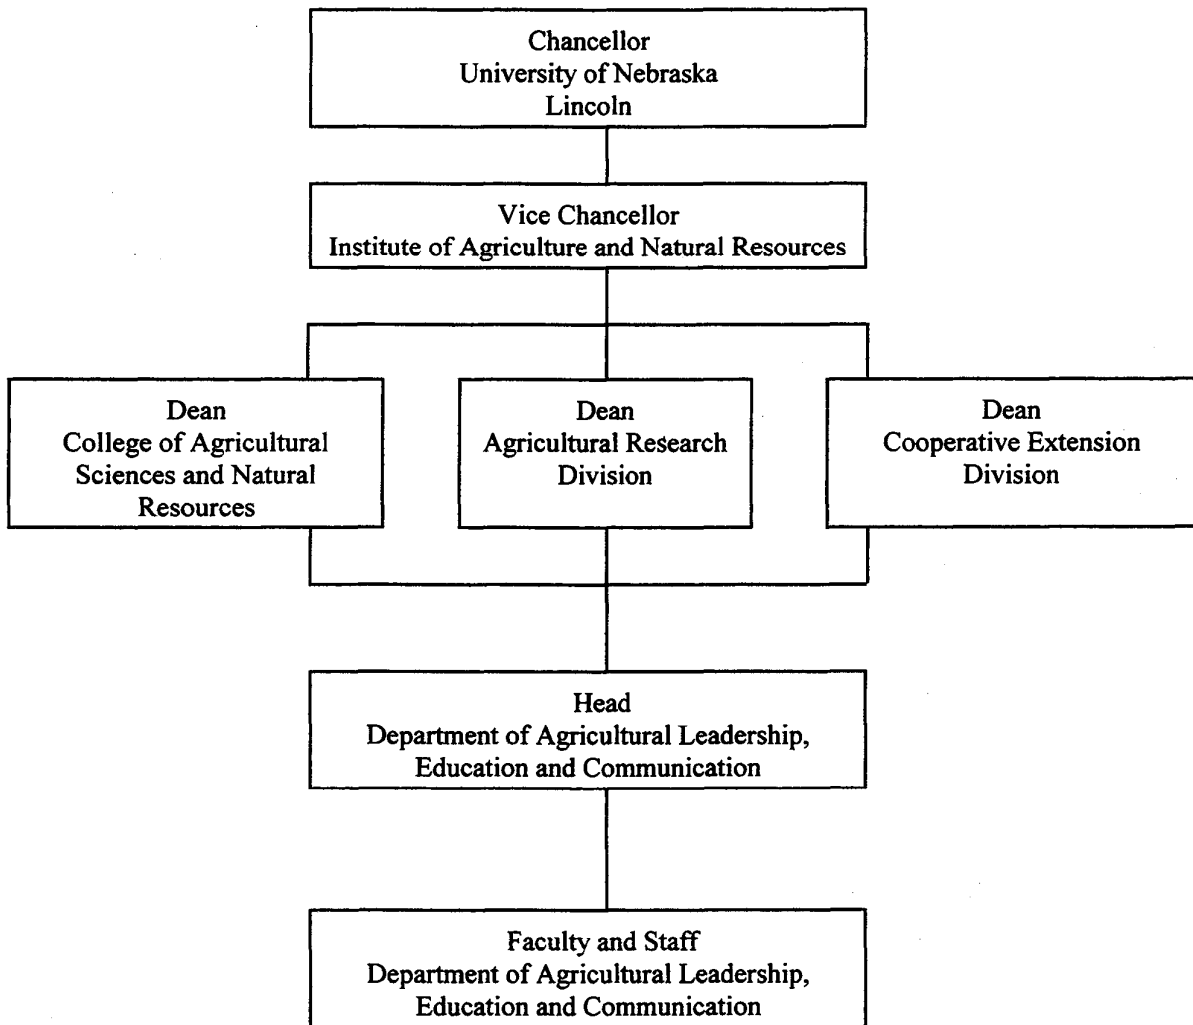 Chancellor
University of Nebraska
Lincoln
Vice Chancellor
Institute of Agriculture and Natural Resources
Dean
College of Agricultural
Sciences and Natural
Resources
Dean
Agricultural Research
Division
Dean
Cooperative Extension
Division
Head
Department of Agricultural Leadership,
Education and Communication
Faculty and Staff
Department of Agricultural Leadership,
Education and Communication